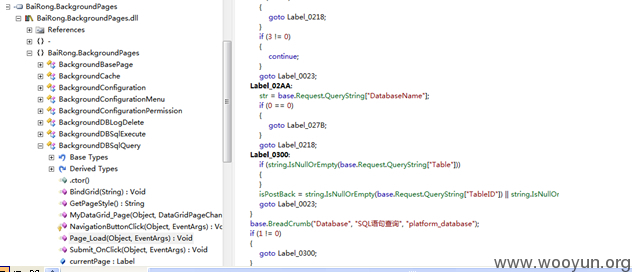 BaiRong.BackgroundPages
BaiRong.BackgroundPages.dll
References
{ } -
{ } BaiRong.BackgroundPages
BackgroundBasePage
BackgroundCache
BackgroundConfiguration
BackgroundConfigurationMenu
BackgroundConfigurationPermission
BackgroundDBLogDelete
BackgroundDBSqlExecute
BackgroundDBSqlQuery
Base Types
Derived Types
.ctor()
BindGrid(String) : Void
GetPageStyle() : String
MyDataGrid_Page(Object, DataGridPageChan
NavigationButtonClick(Object, EventArgs) : Vo
Page_Load(Object, EventArgs) : Void
Submit_OnClick(Object, EventArgs) : Void
currentPage : Label
{
goto Label_0218;
}
if (3 != 0)
{
continue;
}
goto Label_0023;
Label_02AA:
str = base.Request.QueryString["DatabaseName"];
if (0 == 0)
{
goto Label_027B;
}
goto Label_0218;
Label_0300:
if (string.IsNullOrEmpty(base.Request.QueryString["Table"]))
{
}
isPostBack = string.IsNullOrEmpty(base.Request.QueryString["TableID"]) || string.IsNullOr
goto Label_0023;
}
base.BreadCrumb("Database", "SQL语句查询", "platform_database");
if (1 != 0)
{
goto Label_0300;
}
www.wooyun.org